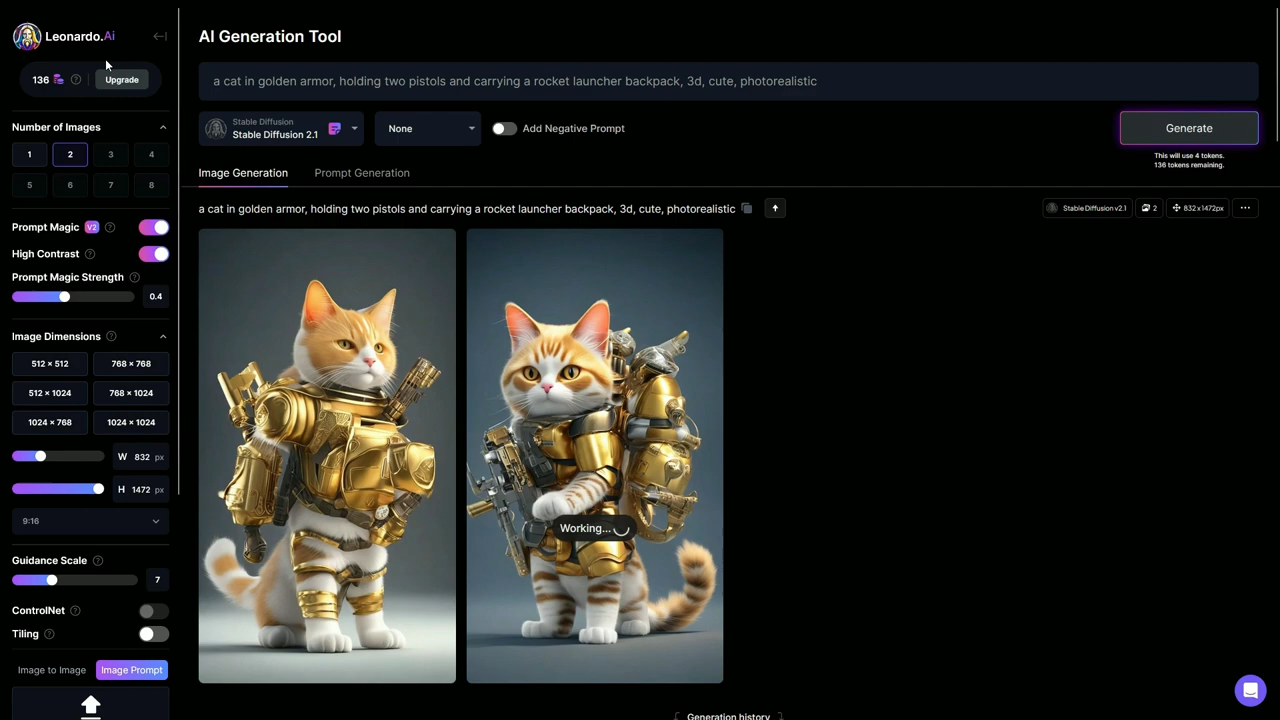 Leonardo.Ai
136
Upgrade
Number of Images
1 2 3 4
5 6 7 8
Prompt Magic V2
High Contrast
Prompt Magic Strength
0.4
Image Dimensions
512 × 512 768 × 768
512 × 1024 768 × 1024
1024 × 768 1024 × 1024
W 832 px
H 1472 px
9:16
Guidance Scale
7
ControlNet
Tiling
Image to Image Image Prompt
AI Generation Tool
a cat in golden armor, holding two pistols and carrying a rocket launcher backpack, 3d, cute, photorealistic
Stable Diffusion
Stable Diffusion 2.1
None
Add Negative Prompt
Generate
This will use 4 tokens.
136 tokens remaining.
Image Generation Prompt Generation
a cat in golden armor, holding two pistols and carrying a rocket launcher backpack, 3d, cute, photorealistic
Stable Diffusion v2.1 2 832x1472px
Working...
Generation history